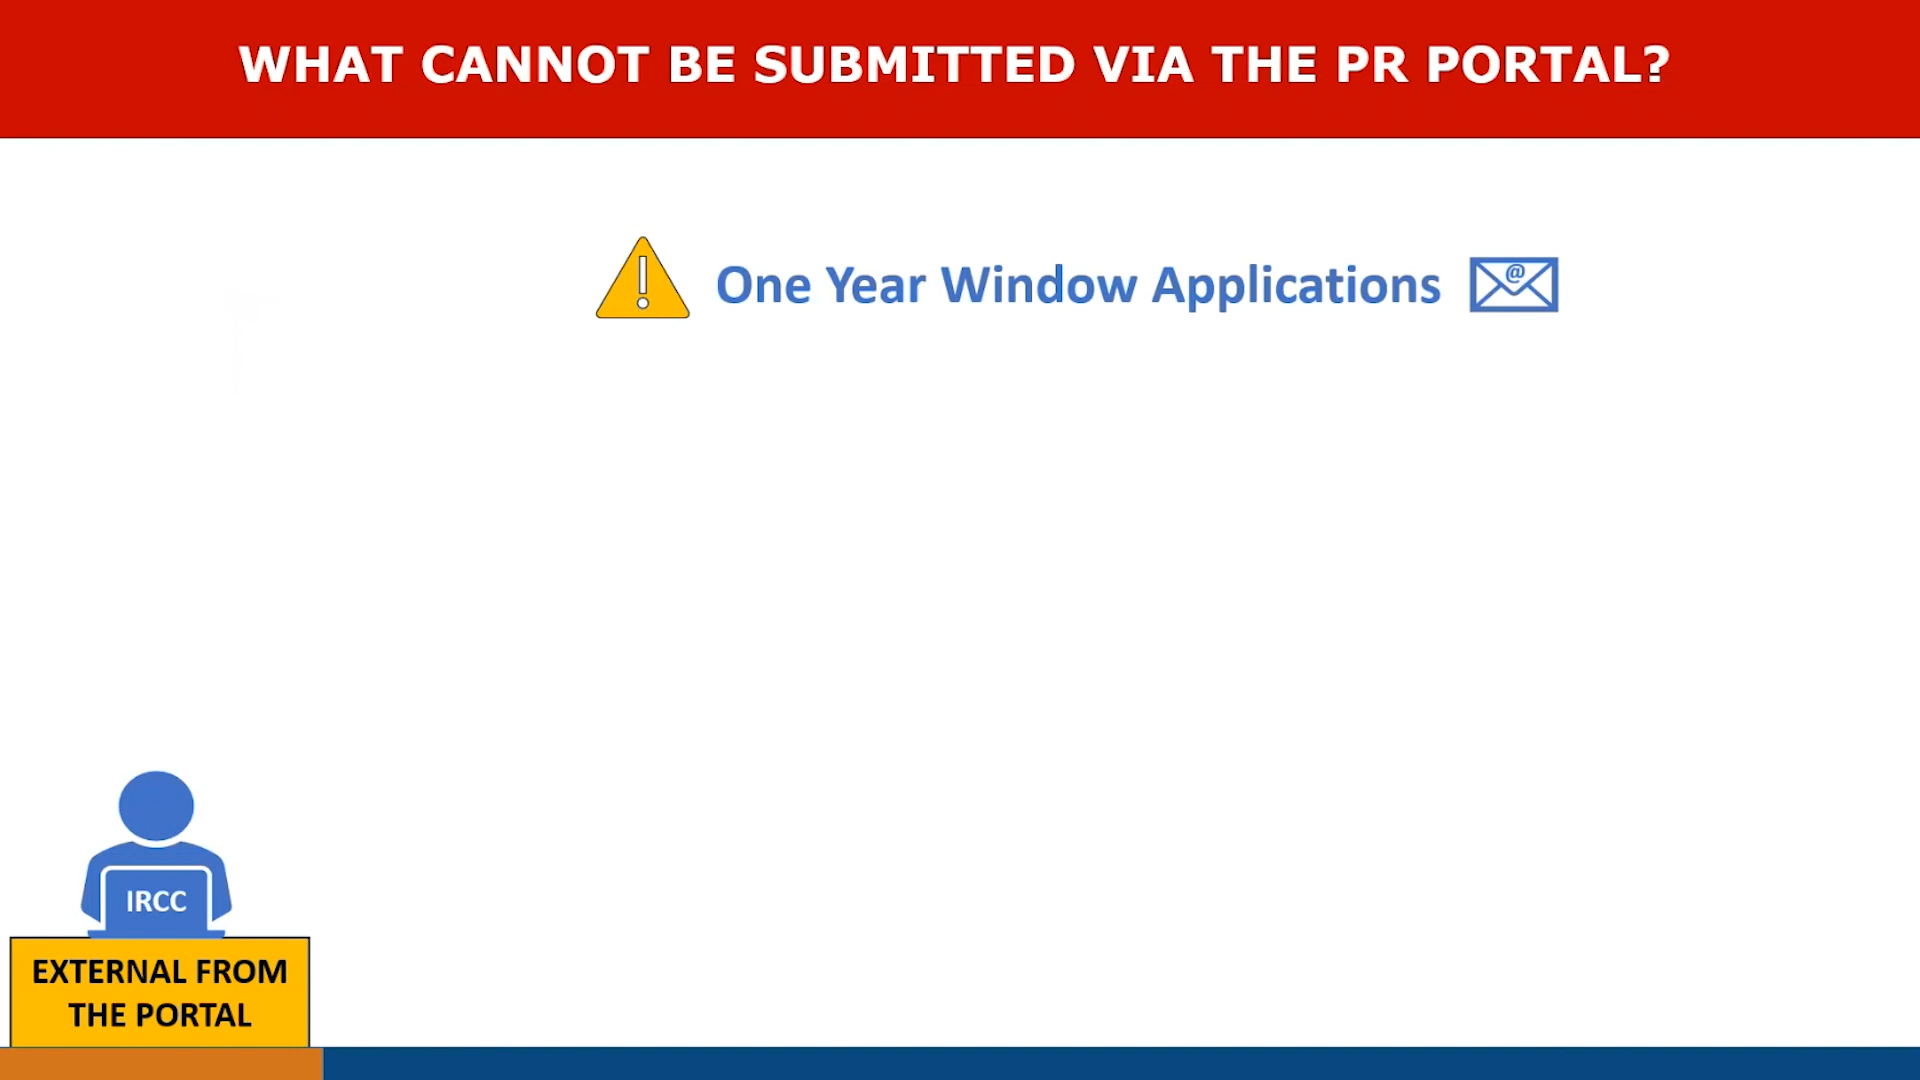 WHAT CANNOT BE SUBMITTED VIA THE PR PORTAL?
One Year Window Applications
@
IRCC
EXTERNAL FROM
THE PORTAL